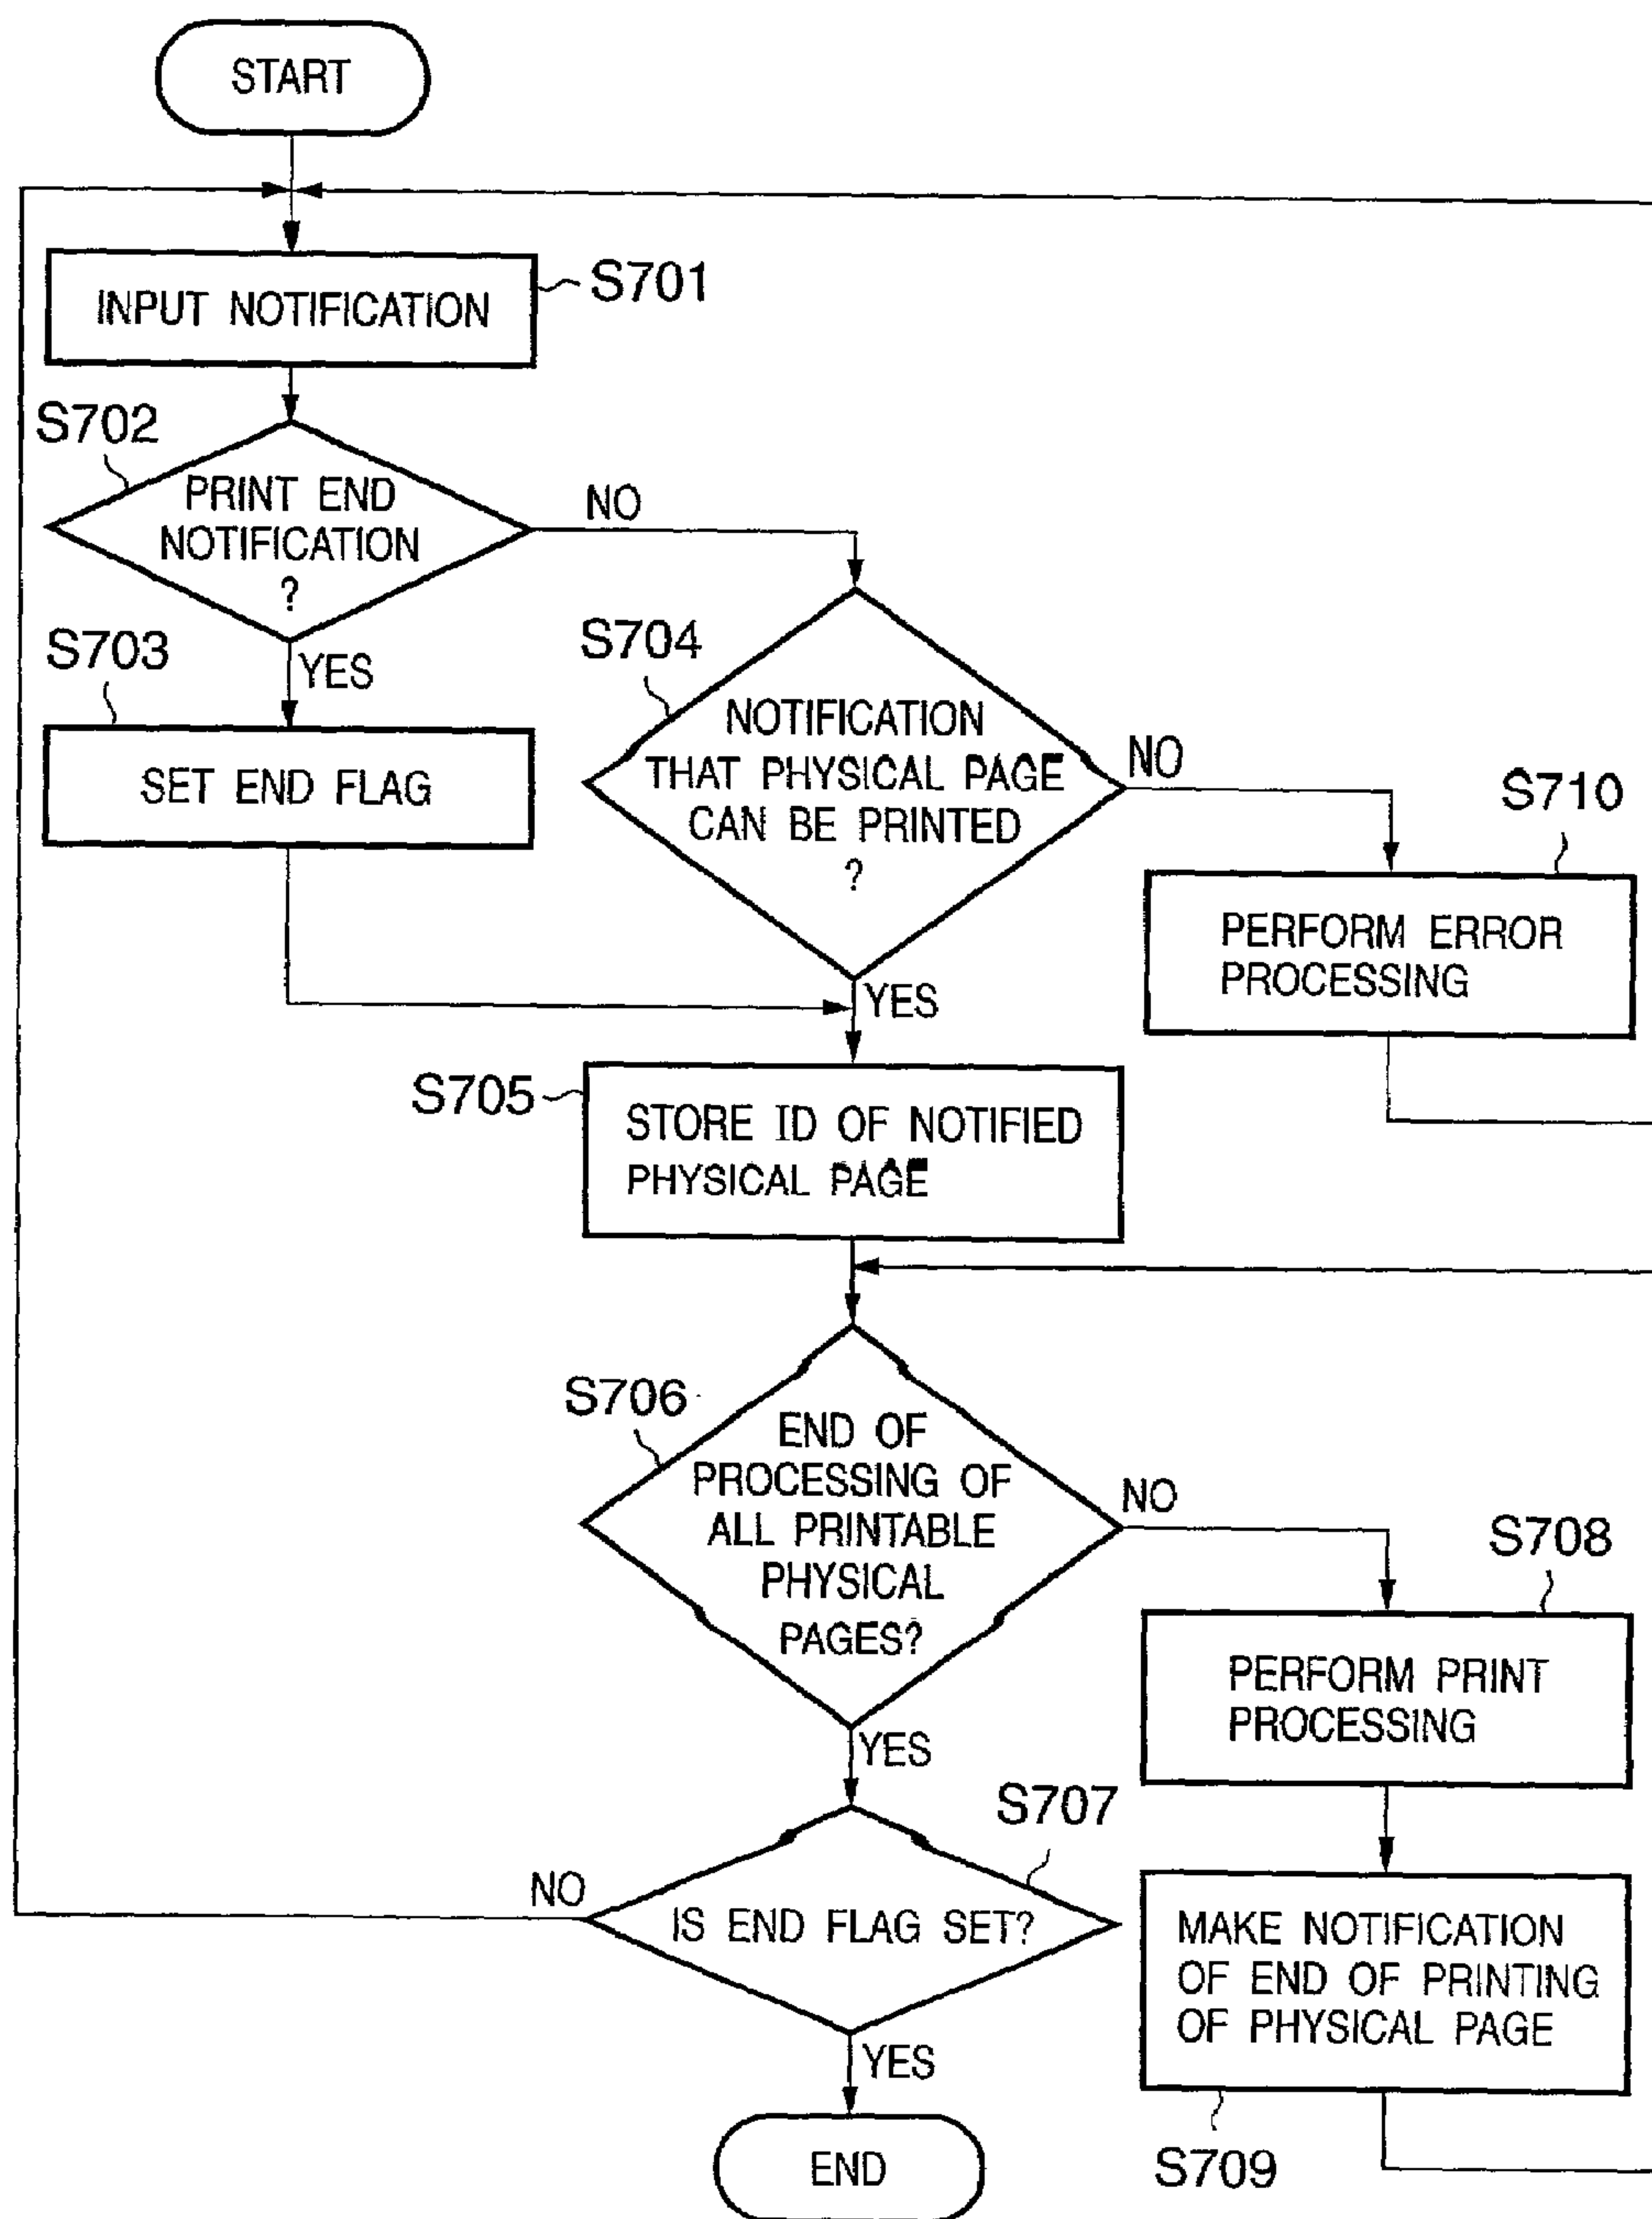 START
INPUT NOTIFICATION
S701
S702
PRINT END
NOTIFICATION
?
NO
YES
S703
SET END FLAG
S704
NOTIFICATION
THAT PHYSICAL PAGE
CAN BE PRINTED
?
NO
YES
S710
PERFORM ERROR
PROCESSING
S705
STORE ID OF NOTIFIED
PHYSICAL PAGE
S706
END OF
PROCESSING OF
ALL PRINTABLE
PHYSICAL
PAGES?
NO
YES
S708
PERFORM PRINT
PROCESSING
S707
IS END FLAG SET?
NO
YES
MAKE NOTIFICATION
OF END OF PRINTING
OF PHYSICAL PAGE
S709
END